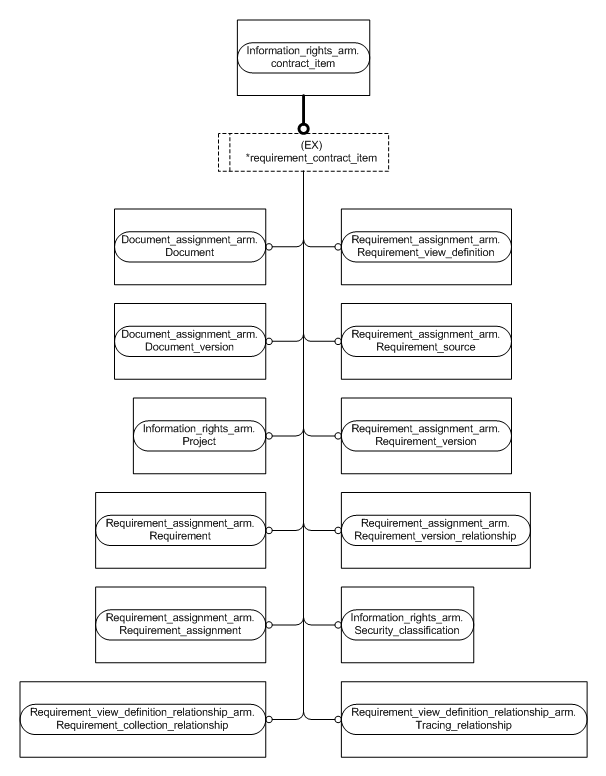 Information_rights_arm.
contract_item
(EX)
*requirement_contract_item
Document_assignment_arm.
Document
Requirement_assignment_arm.
Requirement_view_definition
Document_assignment_arm.
Document_version
Requirement_assignment_arm.
Requirement_source
Information_rights_arm.
Project
Requirement_assignment_arm.
Requirement_version
Requirement_assignment_arm.
Requirement
Requirement_assignment_arm.
Requirement_version_relationship
Requirement_assignment_arm.
Requirement_assignment
Information_rights_arm.
Security_classification
Requirement_view_definition_relationship_arm.
Requirement_collection_relationship
Requirement_view_definition_relationship_arm.
Tracing_relationship